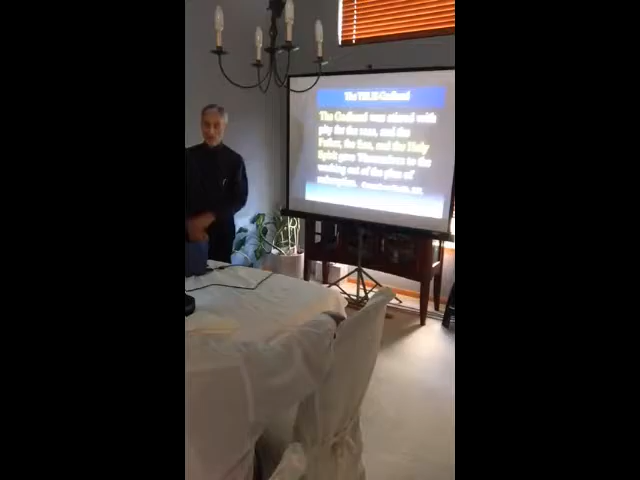 The TRUE Godhead
The Godhead was stirred with
pity for the race, and the
Father, the Son, and the Holy
Spirit gave Themselves to the
working out of the plan of
redemption.